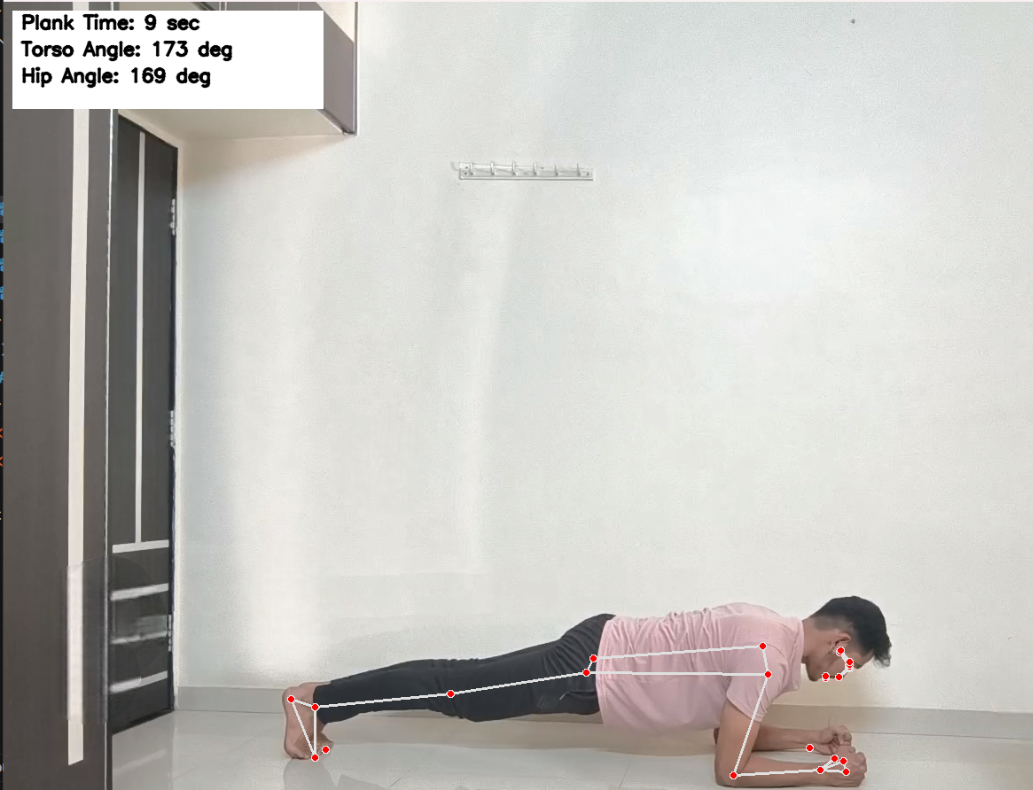 Plank Time: 9 sec
Torso Angle: 173 deg
Hip Angle: 169 deg